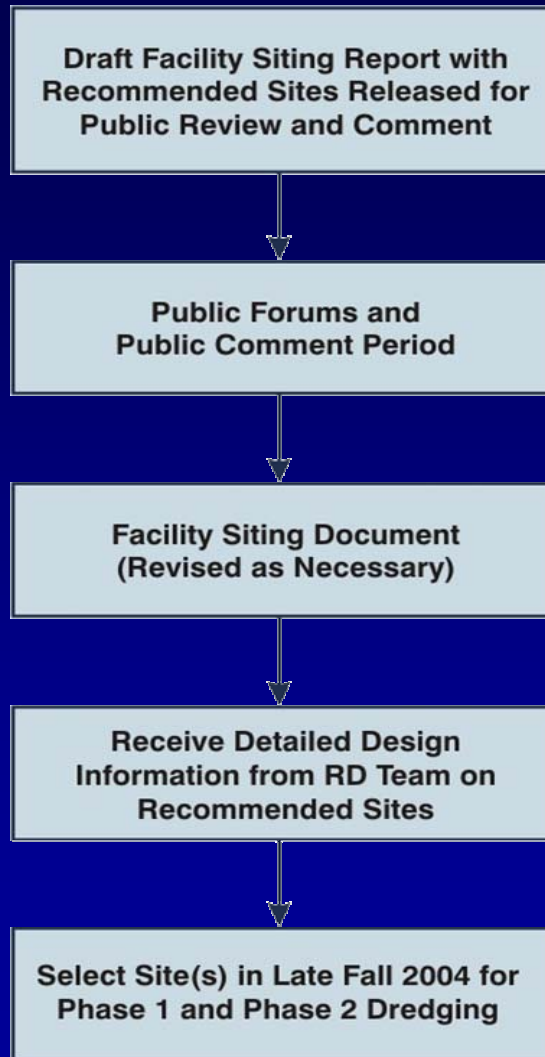 Draft Facility Siting Report with
Recommended Sites Released for
Public Review and Comment
Public Forums and
Public Comment Period
Facility Siting Document
(Revised as Necessary)
Receive Detailed Design
Information from RD Team on
Recommended Sites
Select Site(s) in Late Fall 2004 for
Phase 1 and Phase 2 Dredging